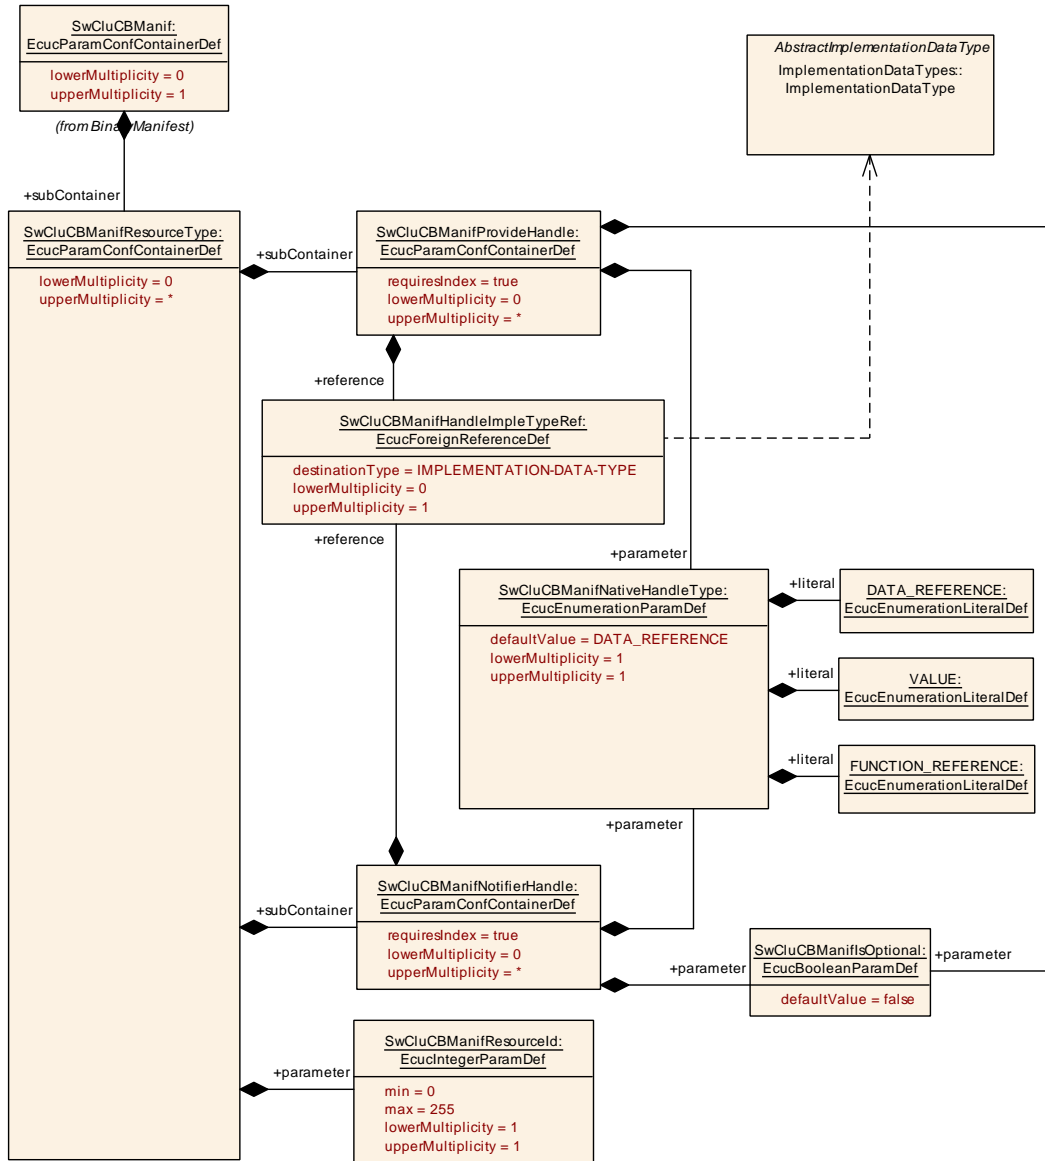 SwCluCBManif:
EcucParamConfContainerDef
lowerMultiplicity = 0
upperMultiplicity = 1
(from BinaryManifest)
AbstractImplementationDataType
ImplementationDataTypes::
ImplementationDataType
+subContainer
SwCluCBManifResourceType:
EcucParamConfContainerDef
lowerMultiplicity = 0
upperMultiplicity = *
+subContainer
SwCluCBManifProvideHandle:
EcucParamConfContainerDef
requiresIndex = true
lowerMultiplicity = 0
upperMultiplicity = *
+reference
SwCluCBManifHandleImpleTypeRef:
EcucForeignReferenceDef
destinationType = IMPLEMENTATION-DATA-TYPE
lowerMultiplicity = 0
upperMultiplicity = 1
+reference
+parameter
SwCluCBManifNativeHandleType:
EcucEnumerationParamDef
defaultValue = DATA_REFERENCE
lowerMultiplicity = 1
upperMultiplicity = 1
+literal
DATA_REFERENCE:
EcucEnumerationLiteralDef
+literal
VALUE:
EcucEnumerationLiteralDef
+literal
FUNCTION_REFERENCE:
EcucEnumerationLiteralDef
+parameter
+subContainer
SwCluCBManifNotifierHandle:
EcucParamConfContainerDef
requiresIndex = true
lowerMultiplicity = 0
upperMultiplicity = *
+parameter
SwCluCBManifIsOptional:
EcucBooleanParamDef
defaultValue = false
+parameter
+parameter
SwCluCBManifResourceId:
EcucIntegerParamDef
min = 0
max = 255
lowerMultiplicity = 1
upperMultiplicity = 1